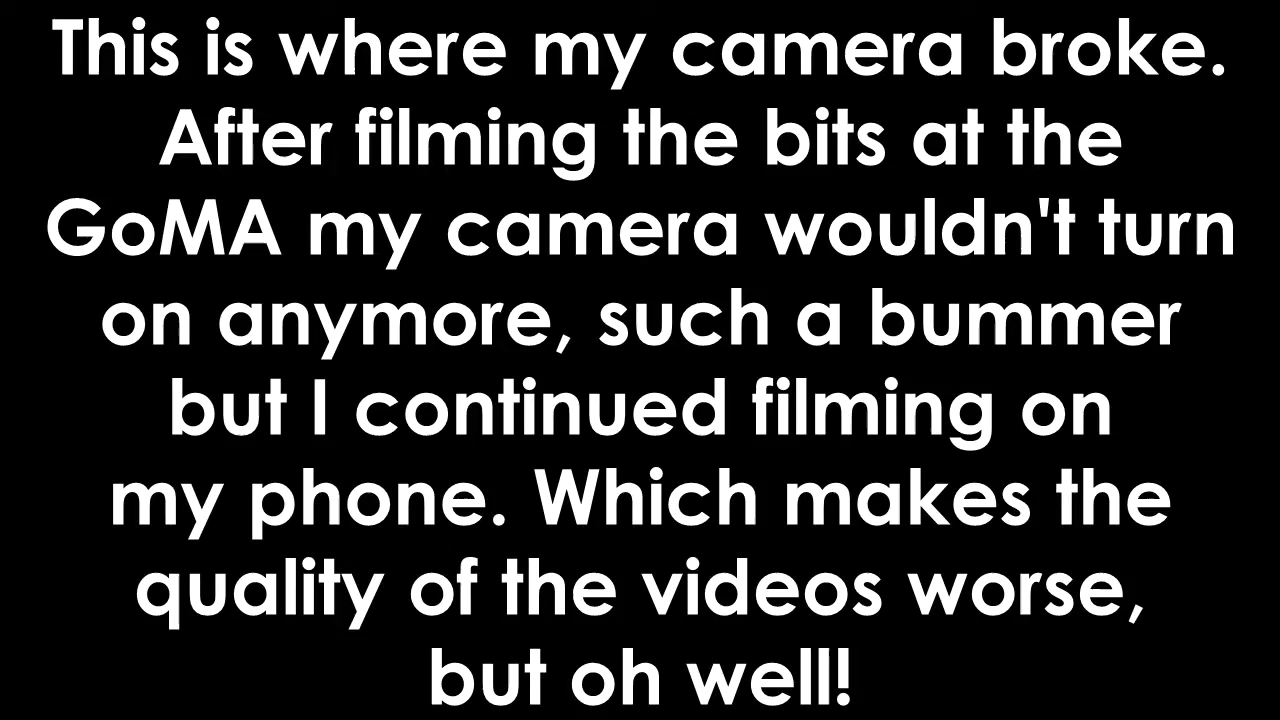 This is where my camera broke.
After filming the bits at the
GoMA my camera wouldn't turn
on anymore, such a bummer
but I continued filming on
my phone. Which makes the
quality of the videos worse,
but oh well!